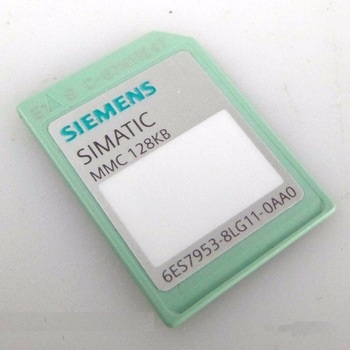 SIEMENS
SIMATIC
MMC 128KB
6ES7953-8LG11-0AA0